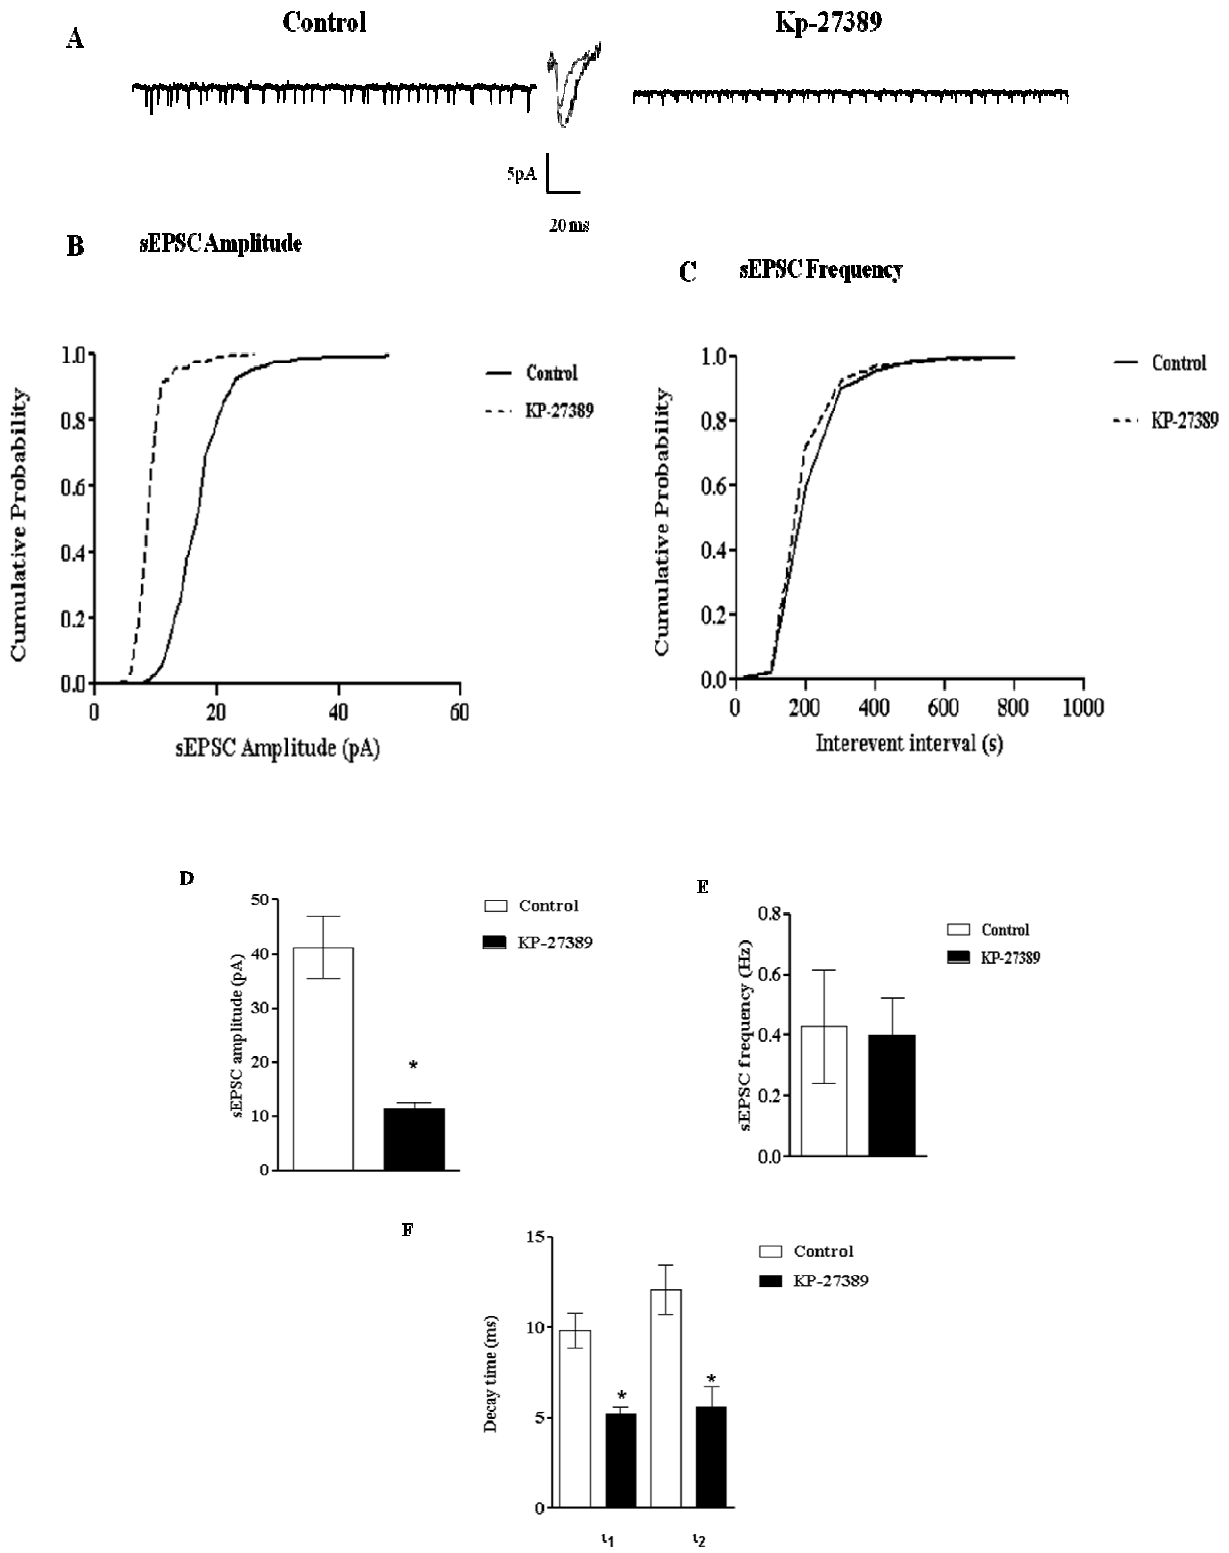 A
Control
Kp-27389
5pA
20 ms
B
sEPSC Amplitude
C
sEPSC Frequency
Cumulative Probability
1.0
0.8
0.6
0.4
0.2
0.0
0
20
40
60
sEPSC Amplitude (pA)
Control
KP-27389
Cumulative Probability
1.0
0.8
0.6
0.4
0.2
0.0
0
200
400
600
800
1000
Interevent interval (s)
Control
KP-27389
D
sEPSC amplitude (pA)
50
40
30
20
10
0
*
Control
KP-27389
E
sEPSC frequency (Hz)
0.8
0.6
0.4
0.2
0.0
Control
KP-27389
F
Decay time (ms)
15
10
5
0
*
*
τ1
τ2
Control
KP-27389